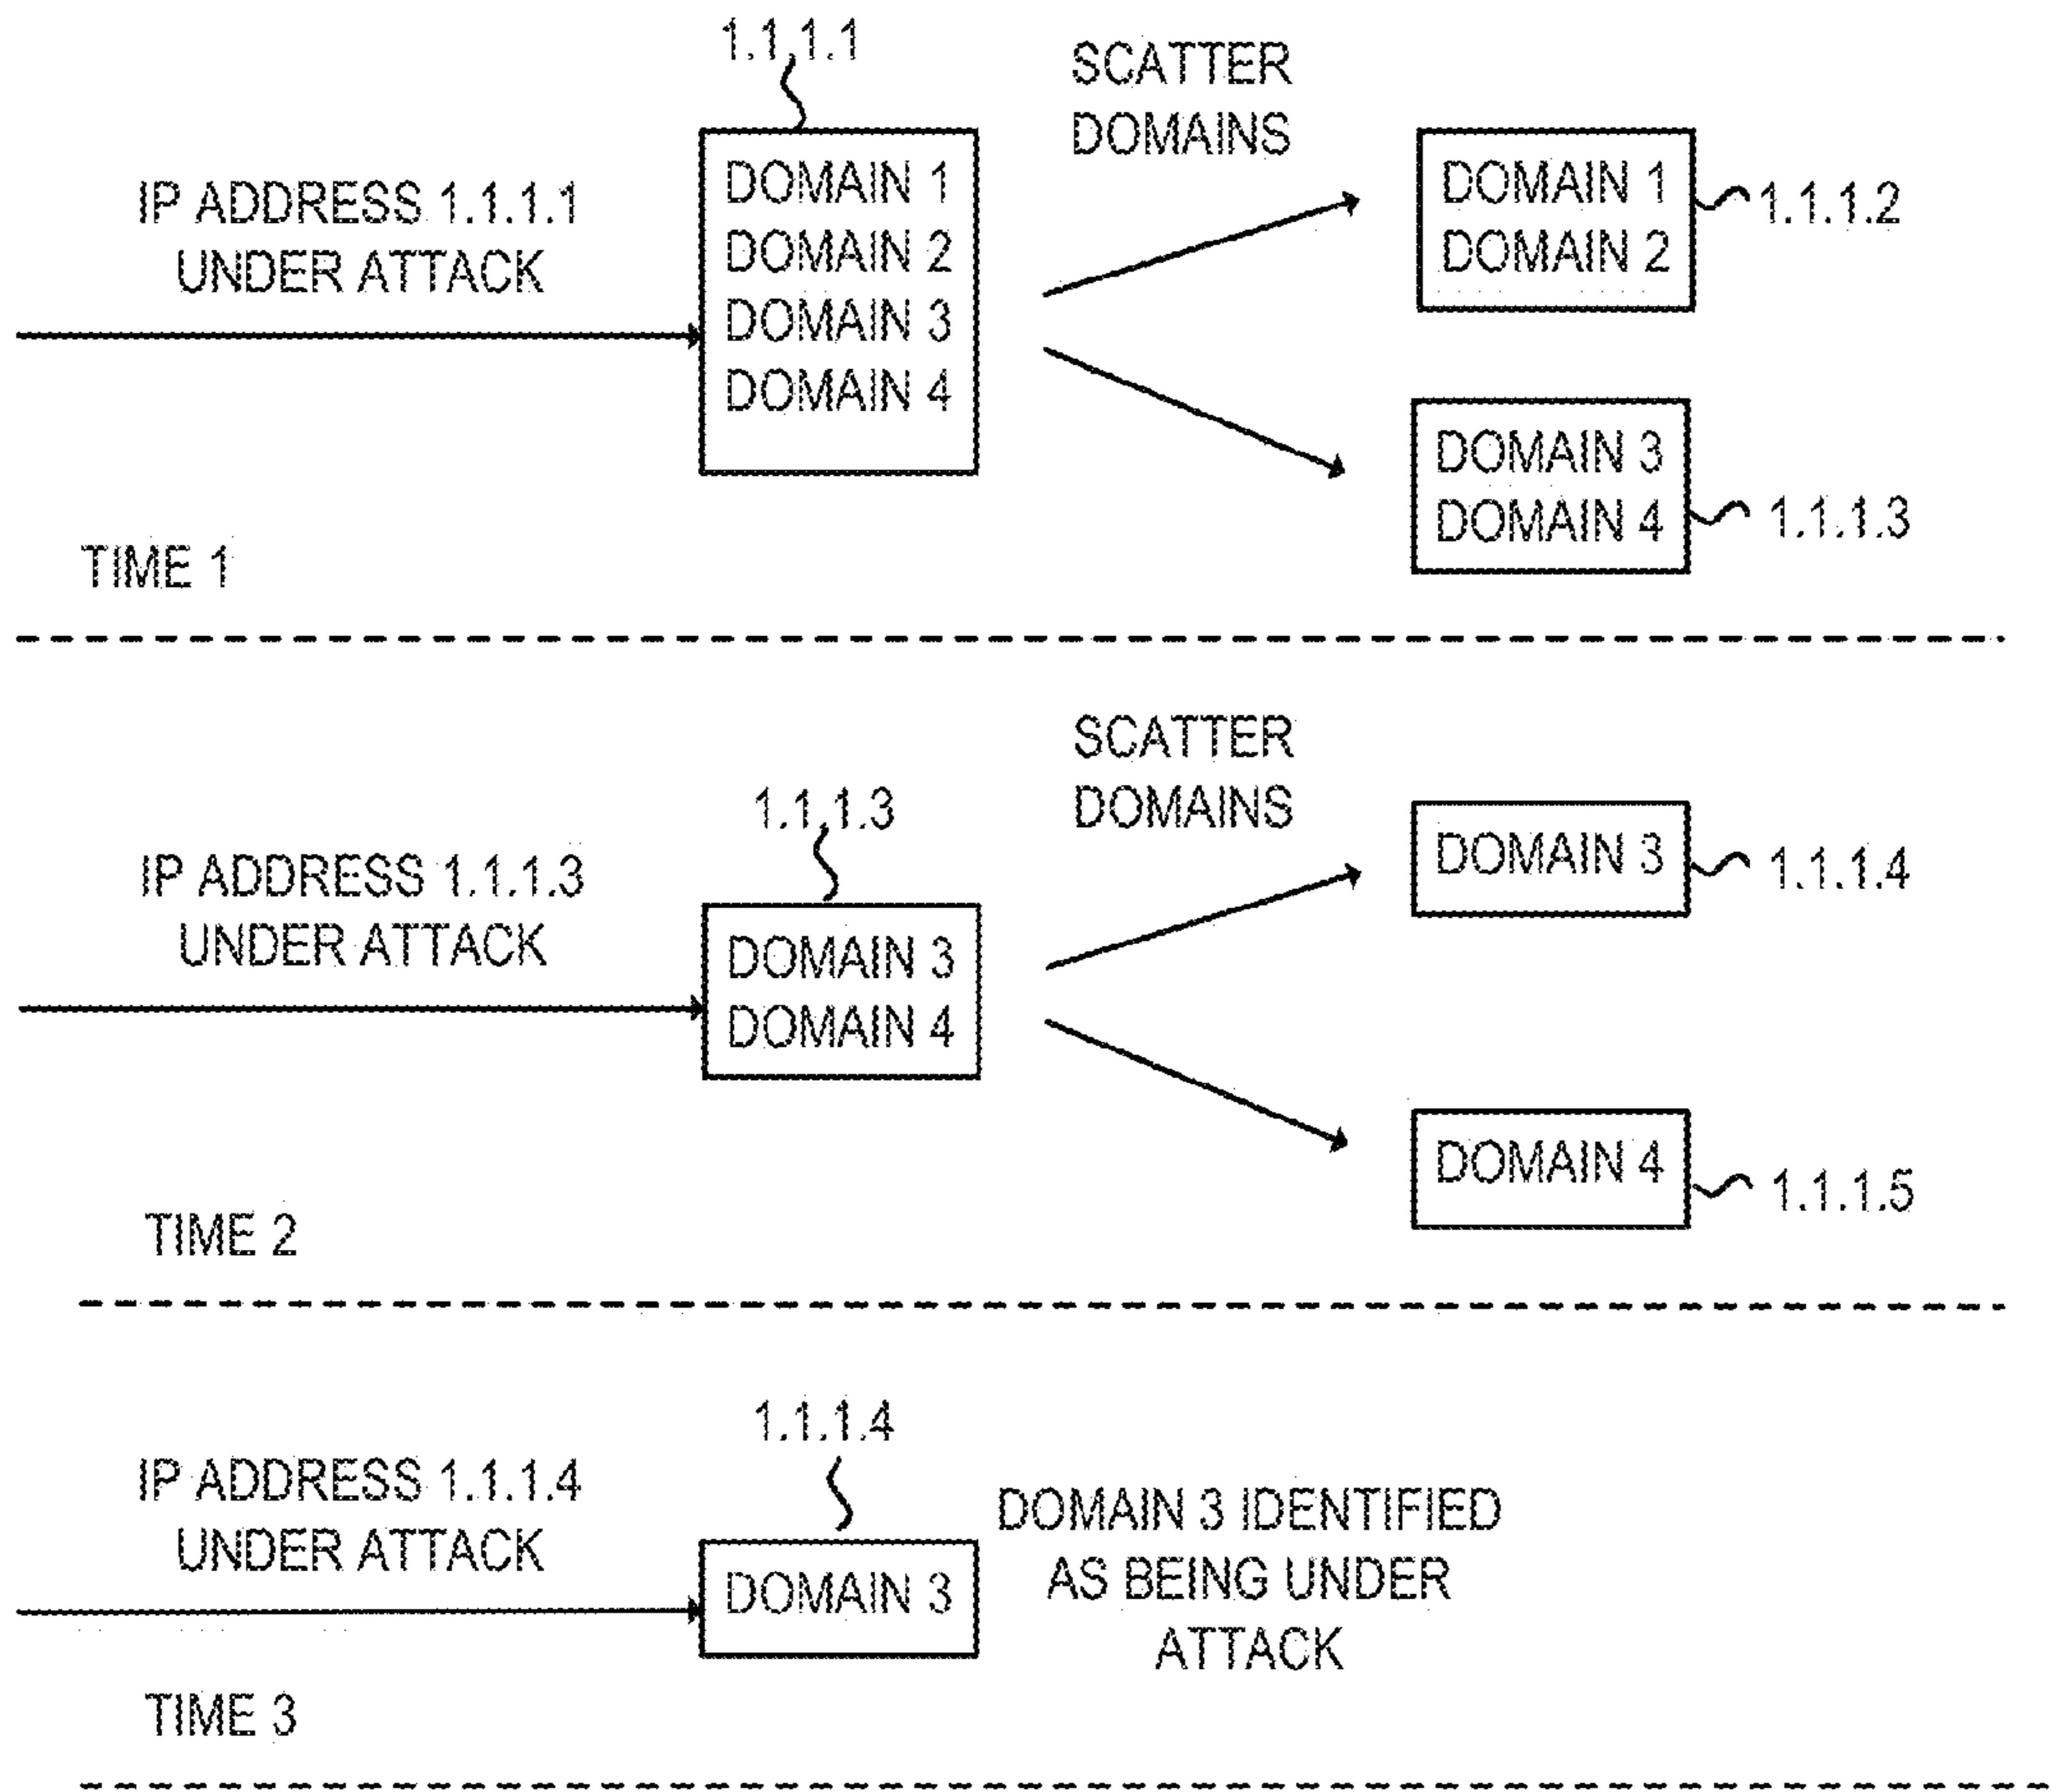 1.1.1.1
SCATTER
DOMAINS
IP ADDRESS 1.1.1.1
UNDER ATTACK
DOMAIN 1
DOMAIN 2
DOMAIN 3
DOMAIN 4
DOMAIN 1
DOMAIN 2
1.1.1.2
DOMAIN 3
DOMAIN 4
1.1.1.3
TIME 1
SCATTER
DOMAINS
1.1.1.3
IP ADDRESS 1.1.1.3
UNDER ATTACK
DOMAIN 3
DOMAIN 4
DOMAIN 3
1.1.1.4
DOMAIN 4
1.1.1.5
TIME 2
1.1.1.4
IP ADDRESS 1.1.1.4
UNDER ATTACK
DOMAIN 3
DOMAIN 3 IDENTIFIED
AS BEING UNDER
ATTACK
TIME 3